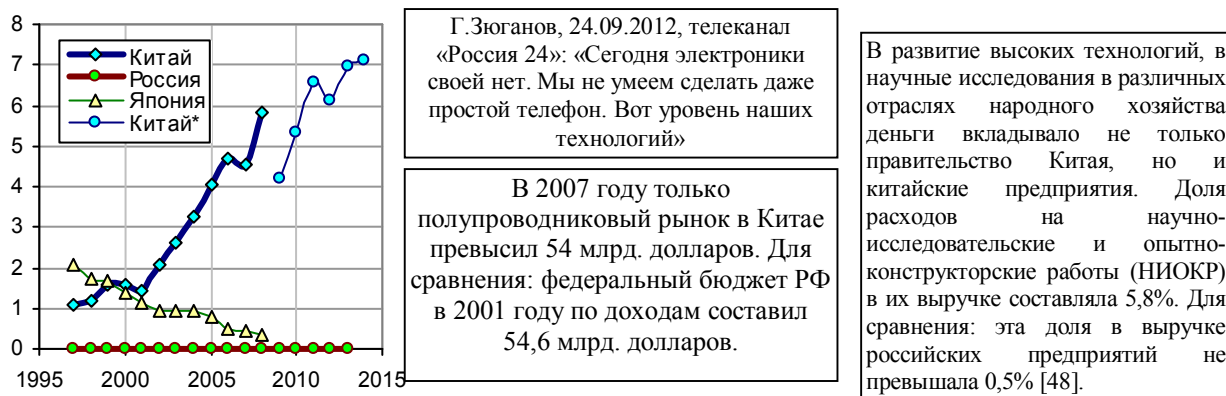 8
7
6
5
4
3
2
1
0
1995 2000 2005 2010 2015
Китай
Россия
Япония
Китай*
Г.Зюганов, 24.09.2012, телеканал
«Россия 24»: «Сегодня электроники
своей нет. Мы не умеем сделать даже
простой телефон. Вот уровень наших
технологий»
В 2007 году только
полупроводниковый рынок в Китае
превысил 54 млрд. долларов. Для
сравнения: федеральный бюджет РФ
в 2001 году по доходам составил
54,6 млрд. долларов.
В развитие высоких технологий, в
научные исследования в различных
отраслях народного хозяйства
деньги вкладывало не только
правительство Китая, но и
китайские предприятия. Доля
расходов на научно-
исследовательские и опытно-
конструкторские работы (НИОКР)
в их выручке составляла 5,8%. Для
сравнения: эта доля в выручке
российских предприятий не
превышала 0,5% [48].